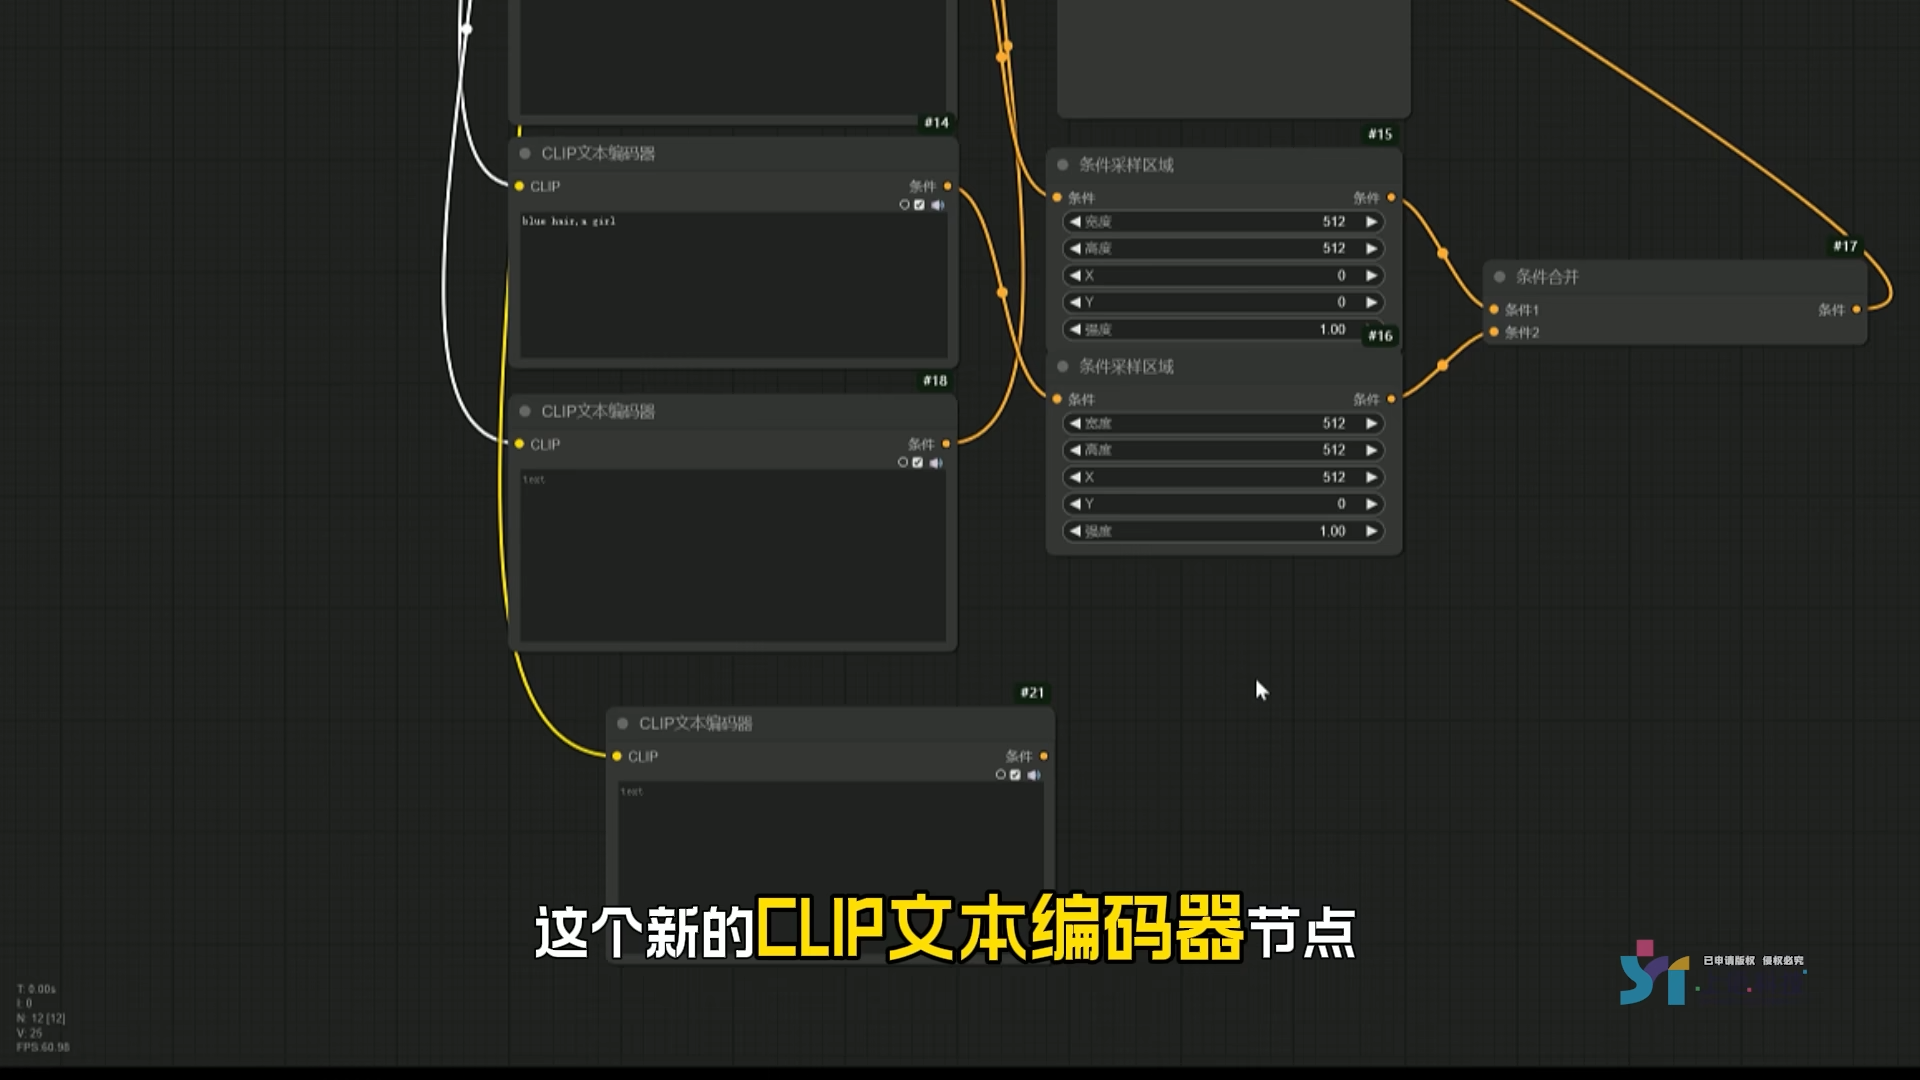 #14
CLIP文本编码器
CLIP
条件
blue hair,a girl
#18
CLIP文本编码器
CLIP
条件
text
#21
CLIP文本编码器
CLIP
条件
text
#15
条件采样区域
条件
条件
宽度 512
高度 512
X 0
Y 0
强度 1.00
#16
条件采样区域
条件
条件
宽度 512
高度 512
X 512
Y 0
强度 1.00
#17
条件合并
条件1
条件
条件2
这个新的CLIP文本编码器节点
已申请版权 侵权必究
T: 0.00s
I: 0
N: 12 [12]
V: 26
FPS:60.98